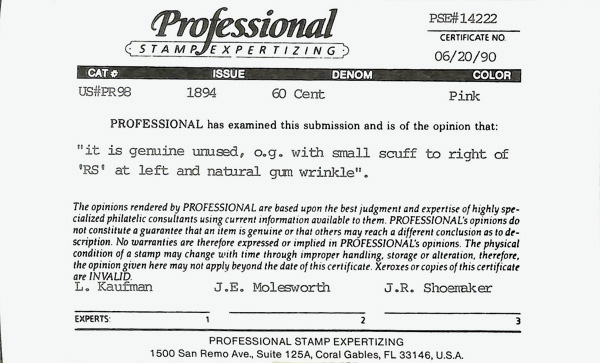 Professional
STAMP EXPERTIZING
PSE#14222
CERTIFICATE NO.
06/20/90
CAT # ISSUE DENOM COLOR
US#PR98 1894 60 Cent Pink
PROFESSIONAL has examined this submission and is of the opinion that:
"it is genuine unused, o.g. with small scuff to right of
'RS' at left and natural gum wrinkle".
The opinions rendered by PROFESSIONAL are based upon the best judgment and expertise of highly spe-
cialized philatelic consultants using current information available to them. PROFESSIONAL's opinions do
not constitute a guarantee that an item is genuine or that others may reach a different conclusion as to de-
scription. No warranties are therefore expressed or implied in PROFESSIONAL's opinions. The physical
condition of a stamp may change with time through improper handling, storage or alteration, therefore,
the opinion given here may not apply beyond the date of this certificate. Xeroxes or copies of this certificate
are INVALID.
L. Kaufman J.E. Molesworth J.R. Shoemaker
EXPERTS: 1 2 3
PROFESSIONAL STAMP EXPERTIZING
1500 San Remo Ave., Suite 125A, Coral Gables, FL 33146, U.S.A.